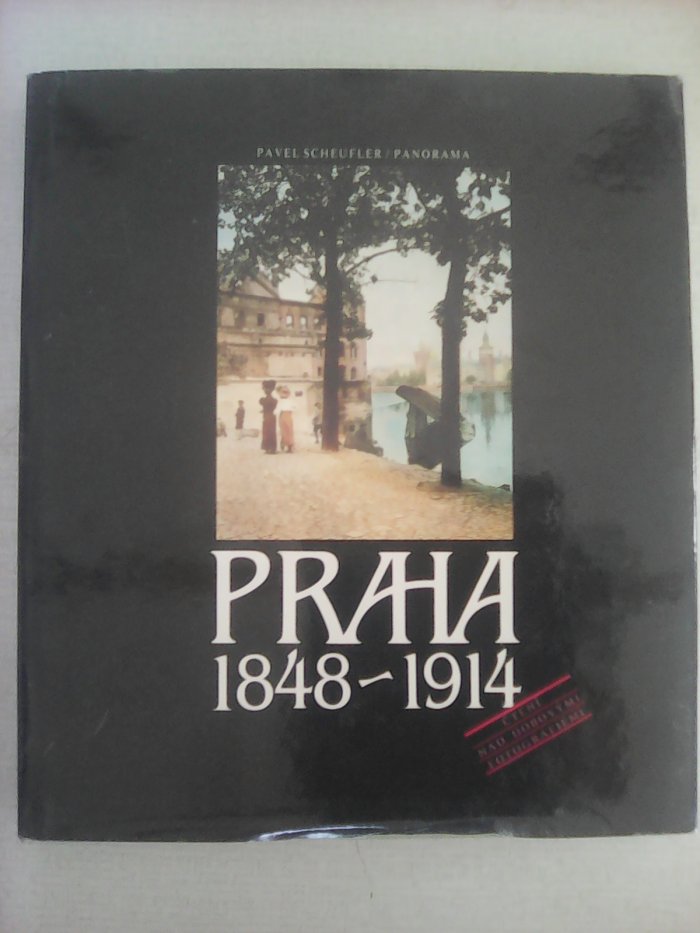 PAVEL SCHEUFLER / PANORAMA
PRAHA
1848–1914
ČTENÍ
NAD DOBOVÝMI
FOTOGRAFIEMI